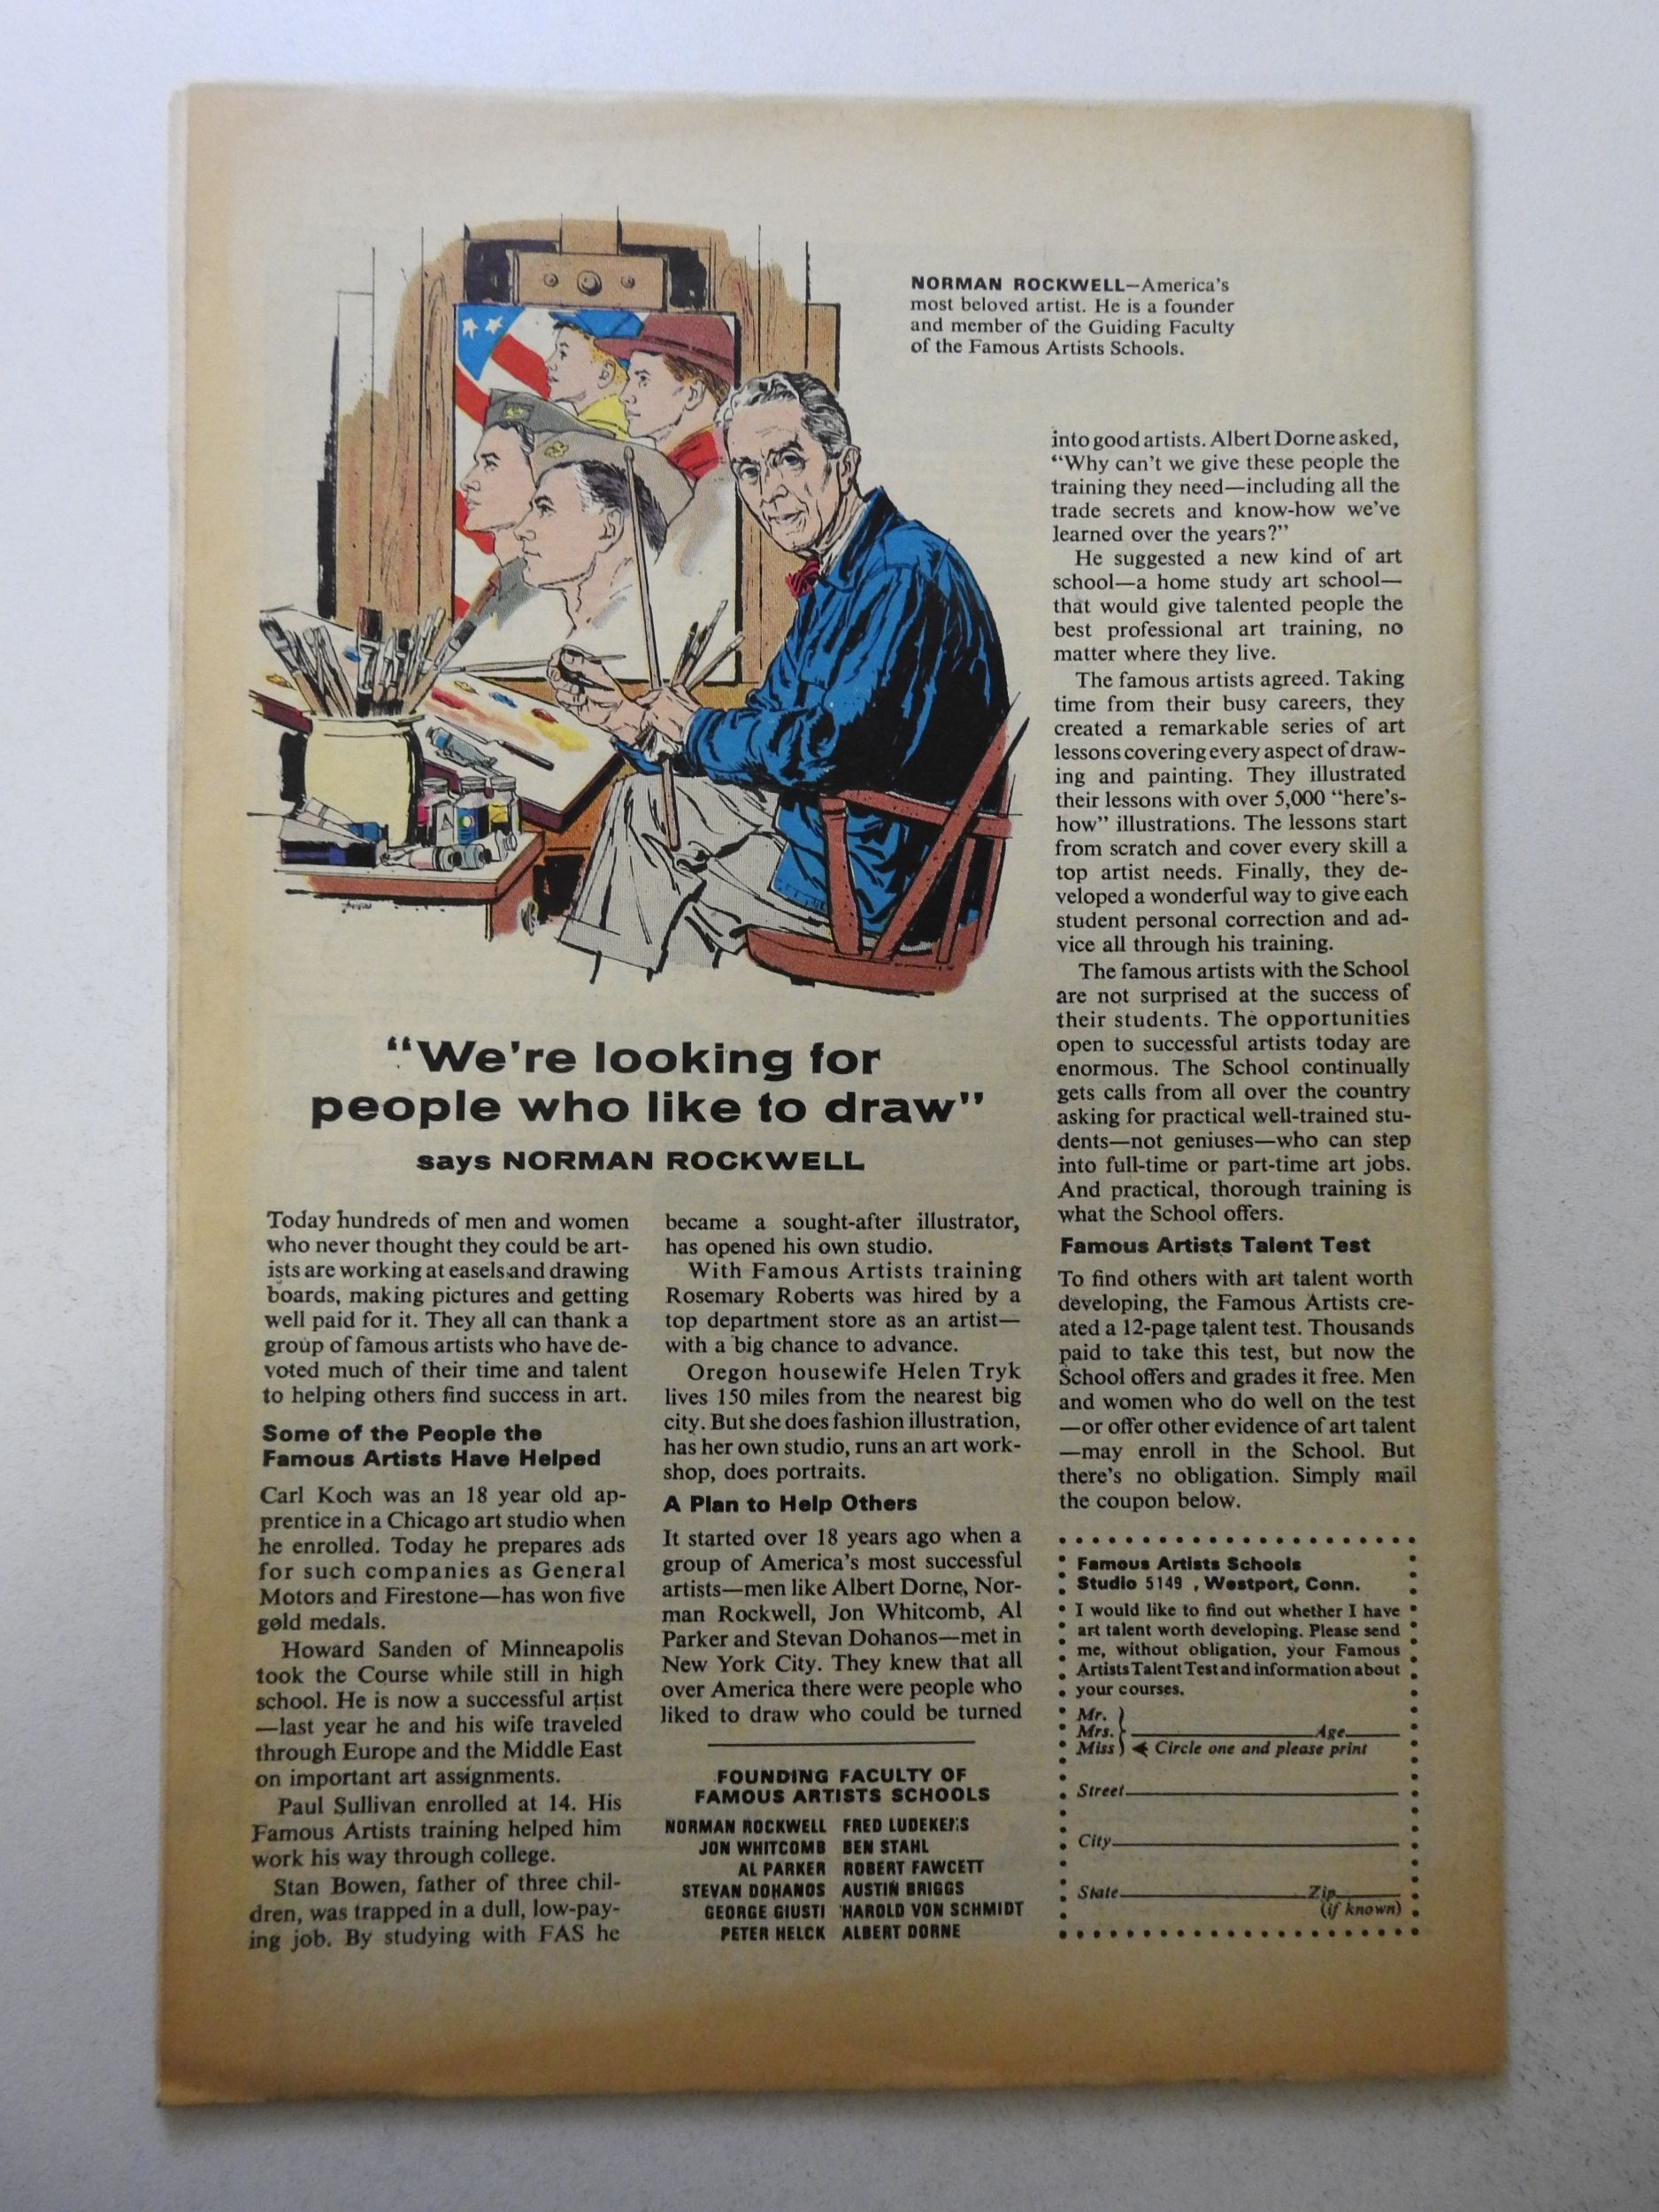 NORMAN ROCKWELL—America's
most beloved artist. He is a founder
and member of the Guiding Faculty
of the Famous Artists Schools.
"We're looking for
people who like to draw"
says NORMAN ROCKWELL
Today hundreds of men and women
who never thought they could be art-
ists are working at easels and drawing
boards, making pictures and getting
well paid for it. They all can thank a
group of famous artists who have de-
voted much of their time and talent
to helping others find success in art.
Some of the People the
Famous Artists Have Helped
Carl Koch was an 18 year old ap-
prentice in a Chicago art studio when
he enrolled. Today he prepares ads
for such companies as General
Motors and Firestone—has won five
gold medals.
Howard Sanden of Minneapolis
took the Course while still in high
school. He is now a successful artist
—last year he and his wife traveled
through Europe and the Middle East
on important art assignments.
Paul Sullivan enrolled at 14. His
Famous Artists training helped him
work his way through college.
Stan Bowen, father of three chil-
dren, was trapped in a dull, low-pay-
ing job. By studying with FAS he
became a sought-after illustrator,
has opened his own studio.
With Famous Artists training
Rosemary Roberts was hired by a
top department store as an artist—
with a big chance to advance.
Oregon housewife Helen Tryk
lives 150 miles from the nearest big
city. But she does fashion illustration,
has her own studio, runs an art work-
shop, does portraits.
A Plan to Help Others
It started over 18 years ago when a
group of America's most successful
artists—men like Albert Dorne, Nor-
man Rockwell, Jon Whitcomb, Al
Parker and Stevan Dohanos—met in
New York City. They knew that all
over America there were people who
liked to draw who could be turned
FOUNDING FACULTY OF
FAMOUS ARTISTS SCHOOLS
NORMAN ROCKWELL FRED LUDEKENS
JON WHITCOMB BEN STAHL
AL PARKER ROBERT FAWCETT
STEVAN DOHANOS AUSTIN BRIGGS
GEORGE GIUSTI HAROLD VON SCHMIDT
PETER HELCK ALBERT DORNE
into good artists. Albert Dorne asked,
"Why can't we give these people the
training they need—including all the
trade secrets and know-how we've
learned over the years?"
He suggested a new kind of art
school—a home study art school—
that would give talented people the
best professional art training, no
matter where they live.
The famous artists agreed. Taking
time from their busy careers, they
created a remarkable series of art
lessons covering every aspect of draw-
ing and painting. They illustrated
their lessons with over 5,000 "here's-
how" illustrations. The lessons start
from scratch and cover every skill a
top artist needs. Finally, they de-
veloped a wonderful way to give each
student personal correction and ad-
vice all through his training.
The famous artists with the School
are not surprised at the success of
their students. The opportunities
open to successful artists today are
enormous. The School continually
gets calls from all over the country
asking for practical well-trained stu-
dents—not geniuses—who can step
into full-time or part-time art jobs.
And practical, thorough training is
what the School offers.
Famous Artists Talent Test
To find others with art talent worth
developing, the Famous Artists cre-
ated a 12-page talent test. Thousands
paid to take this test, but now the
School offers and grades it free. Men
and women who do well on the test
—or offer other evidence of art talent
—may enroll in the School. But
there's no obligation. Simply mail
the coupon below.
Famous Artists Schools
Studio 5149 , Westport, Conn.
I would like to find out whether I have
art talent worth developing. Please send
me, without obligation, your Famous
Artists Talent Test and information about
your courses.
Mr.
Mrs. Age
Miss Circle one and please print
Street
City
State Zip
(if known)